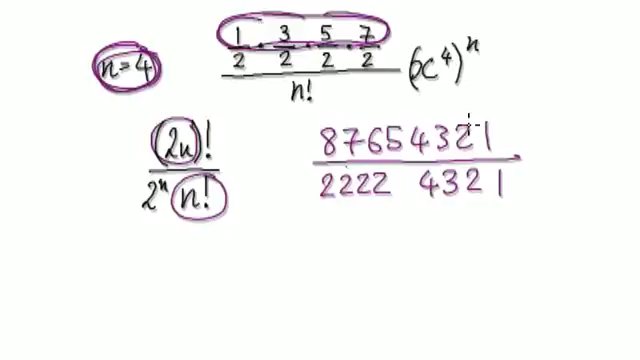 n=4 1/2 · 3/2 · 5/2 · 7/2 / n! (x⁴)ⁿ
(2n)! / 2ⁿ n! 87654321 / 2222 4321